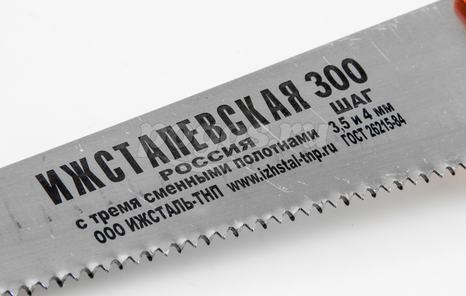 ИЖСТАЛЕВСКАЯ 300
РОССИЯ ШАГ
с тремя сменными полотнами 3,5 и 4 мм
ООО ИЖСТАЛЬ-ТНП www.izhstal-tnp.ru ГОСТ 26215-84